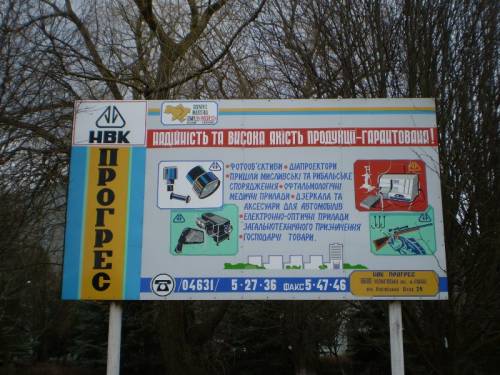 НВК
ПРОГРЕС
НАДІЙНІСТЬ ТА ВИСОКА ЯКІСТЬ ПРОДУКЦІЇ-ГАРАНТОВАНО!
• ФОТООБ'ЄКТИВИ • ДІАПРОЕКТОРИ
• ПРИЦІЛИ МИСЛИВСЬКІ ТА РИБАЛЬСЬКЕ
СПОРЯДЖЕННЯ • ОФТАЛЬМОЛОГІЧНІ
МЕДИЧНІ ПРИЛАДИ • ДЗЕРКАЛА ТА
АКСЕСУАРИ ДЛЯ АВТОМОБІЛІВ
• ЕЛЕКТРОННО-ОПТИЧНІ ПРИЛАДИ
ЗАГАЛЬНОТЕХНІЧНОГО ПРИЗНАЧЕННЯ
• ГОСПОДАРЧІ ТОВАРИ.
/04631/ 5-27-36 ФАКС 5-47-46
НВК ПРОГРЕС